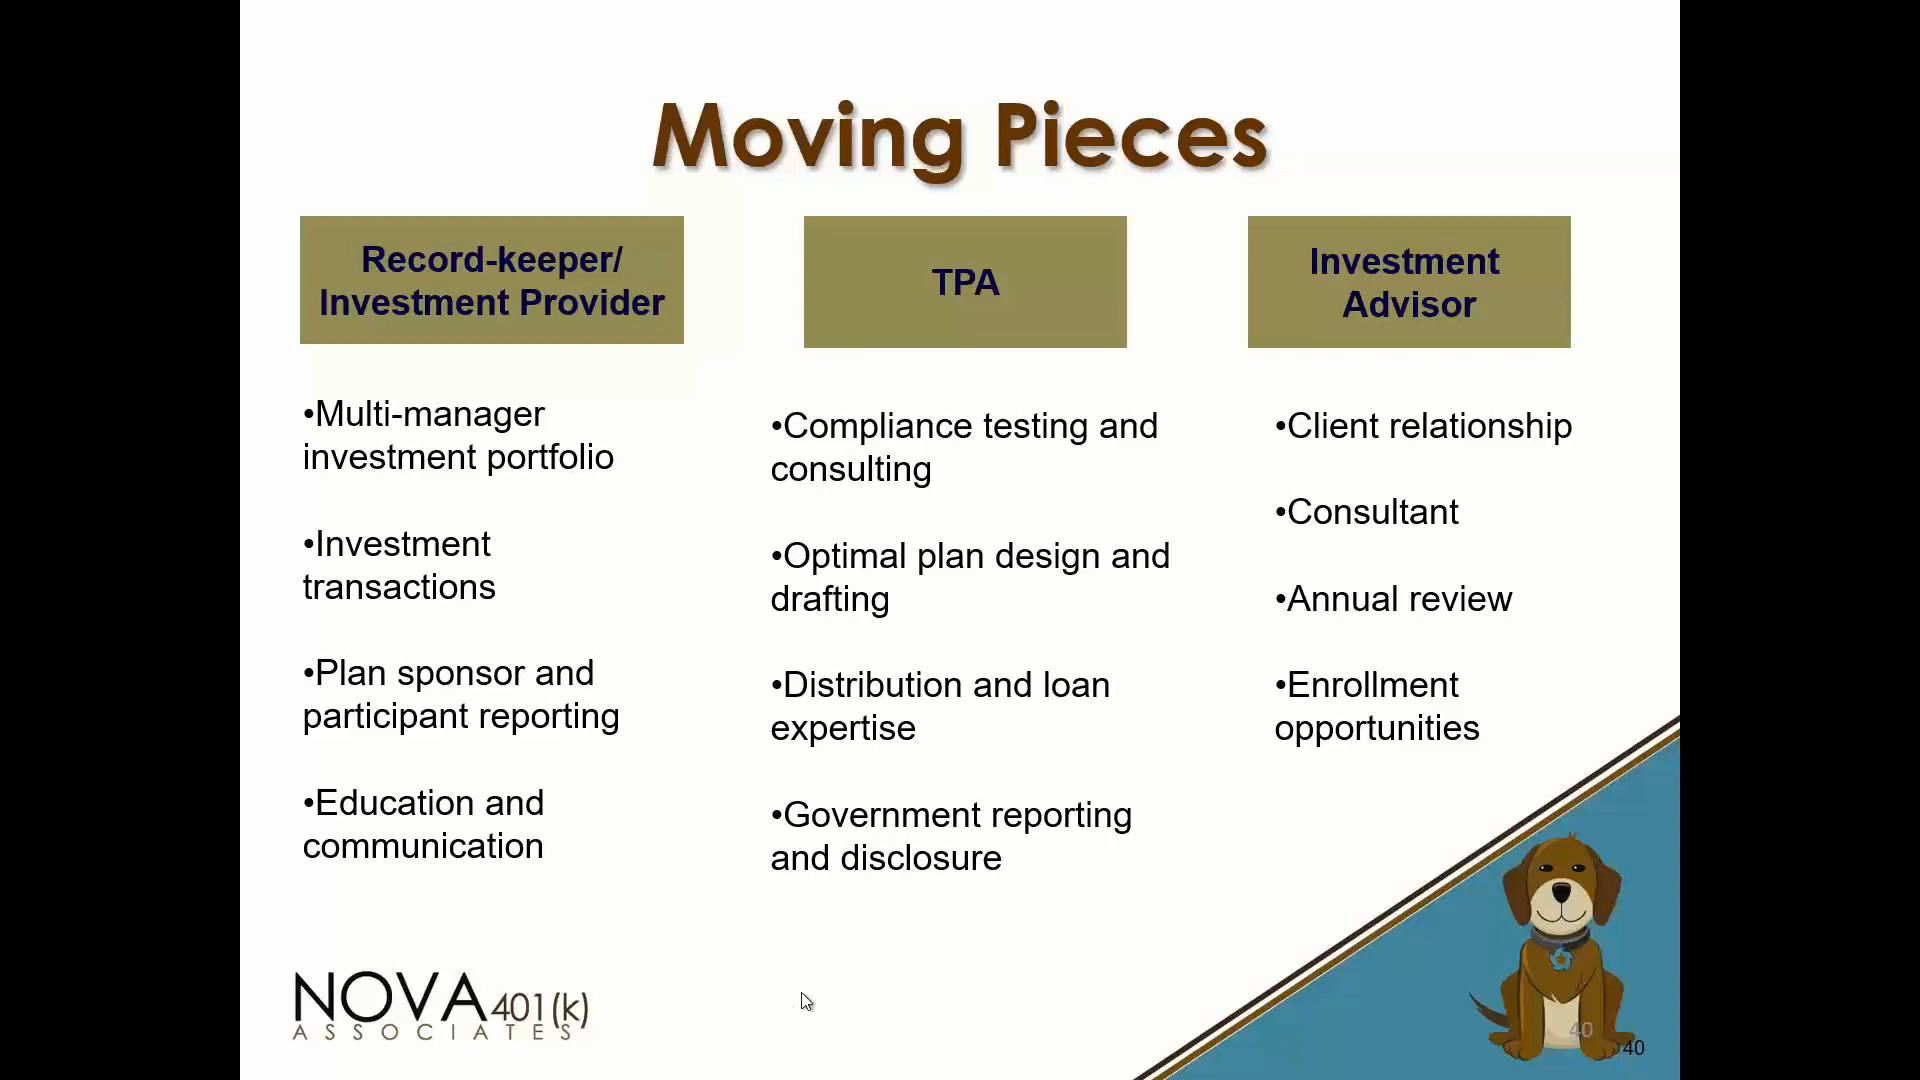 Moving Pieces
Record-keeper/
Investment Provider
•Multi-manager
investment portfolio
•Investment
transactions
•Plan sponsor and
participant reporting
•Education and
communication
TPA
•Compliance testing and
consulting
•Optimal plan design and
drafting
•Distribution and loan
expertise
•Government reporting
and disclosure
Investment
Advisor
•Client relationship
•Consultant
•Annual review
•Enrollment
opportunities
NOVA 401(k)
ASSOCIATES
40
40